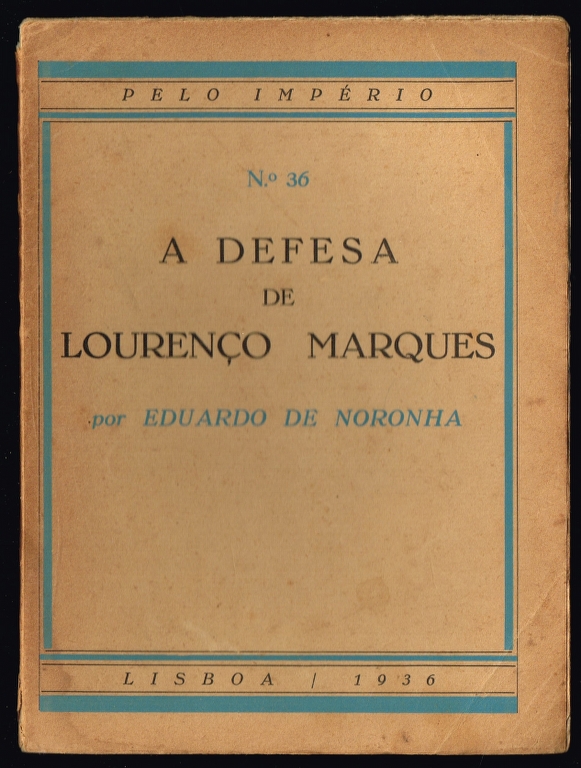 PELO IMPÉRIO
N.º 36
A DEFESA
DE
LOURENÇO MARQUES
por EDUARDO DE NORONHA
LISBOA / 1936